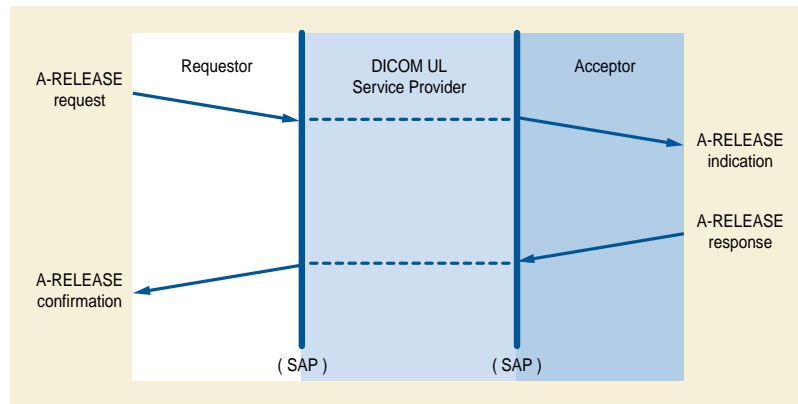 Requestor
DICOM UL
Service Provider
Acceptor
A-RELEASE
request
A-RELEASE
indication
A-RELEASE
response
A-RELEASE
confirmation
( SAP )
( SAP )